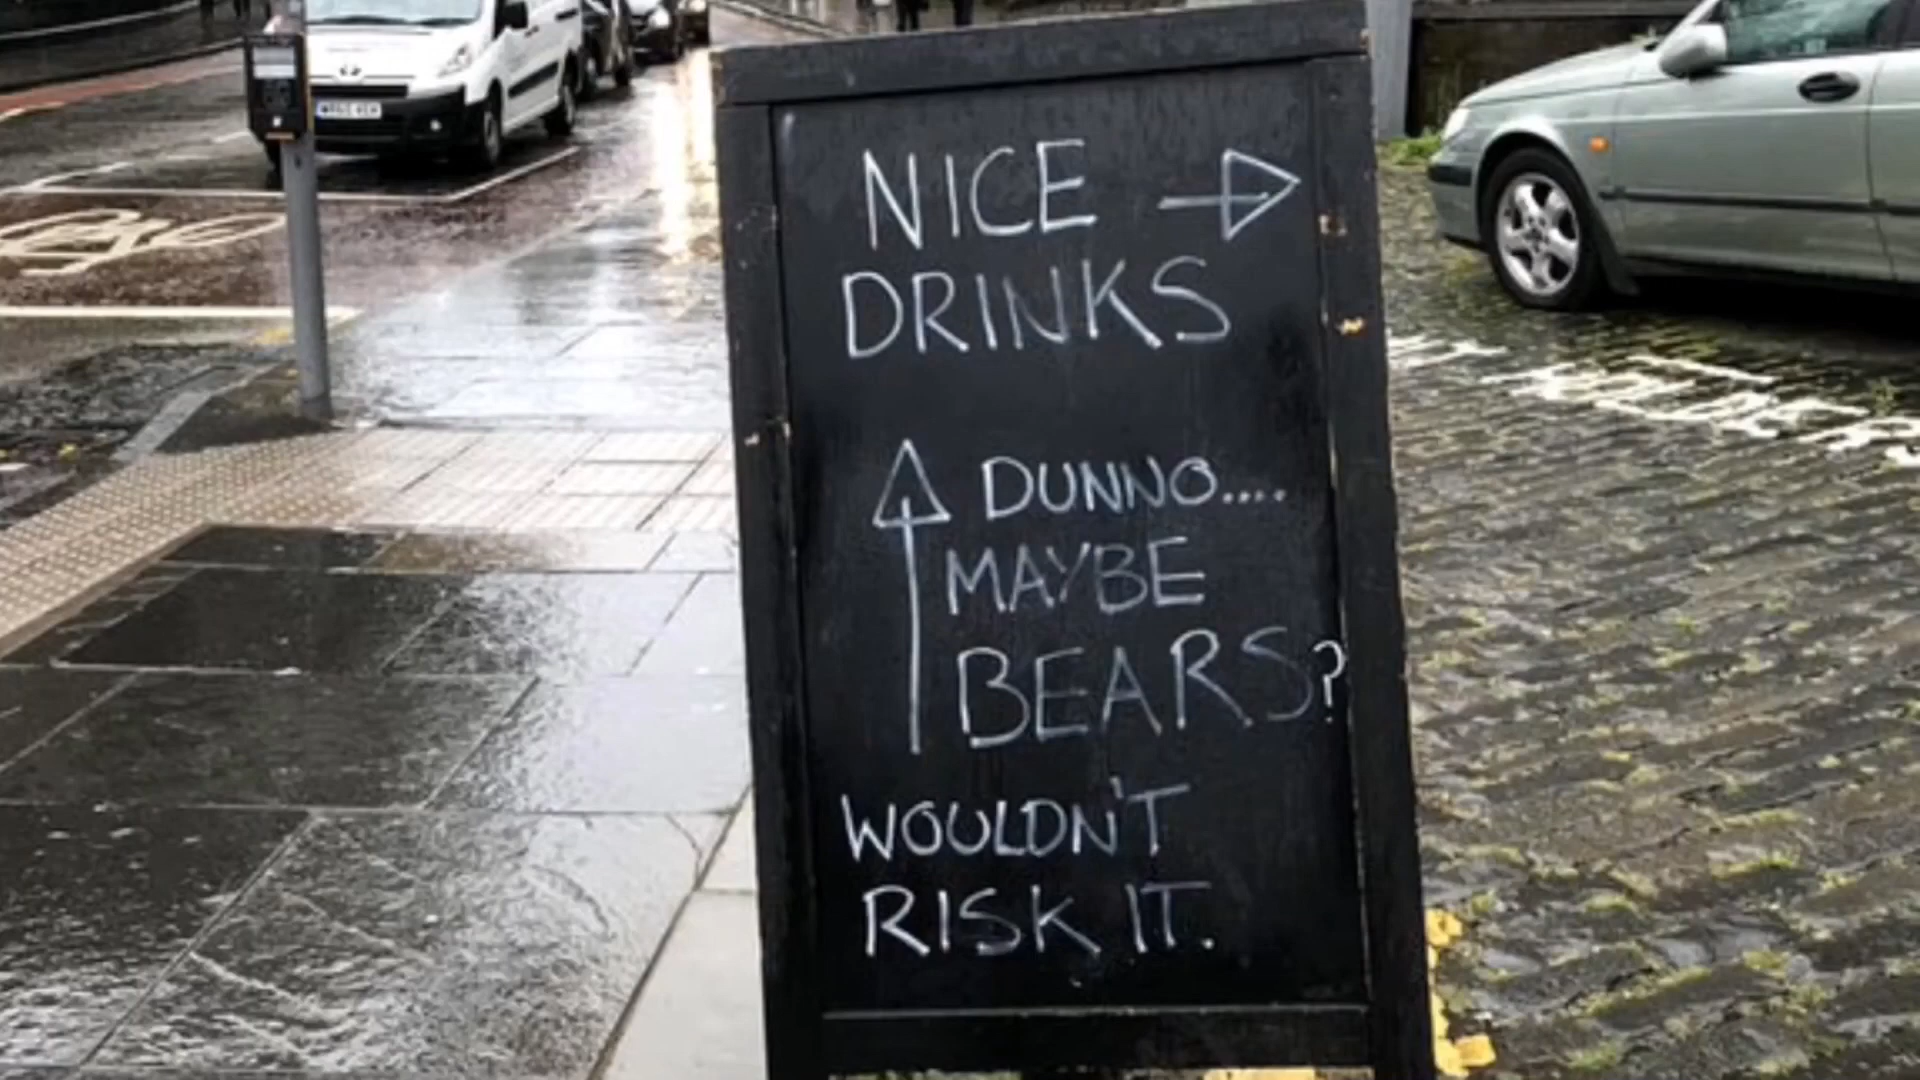 NICE
DRINKS
DUNNO....
MAYBE
BEARS?
WOULDN'T
RISK IT.